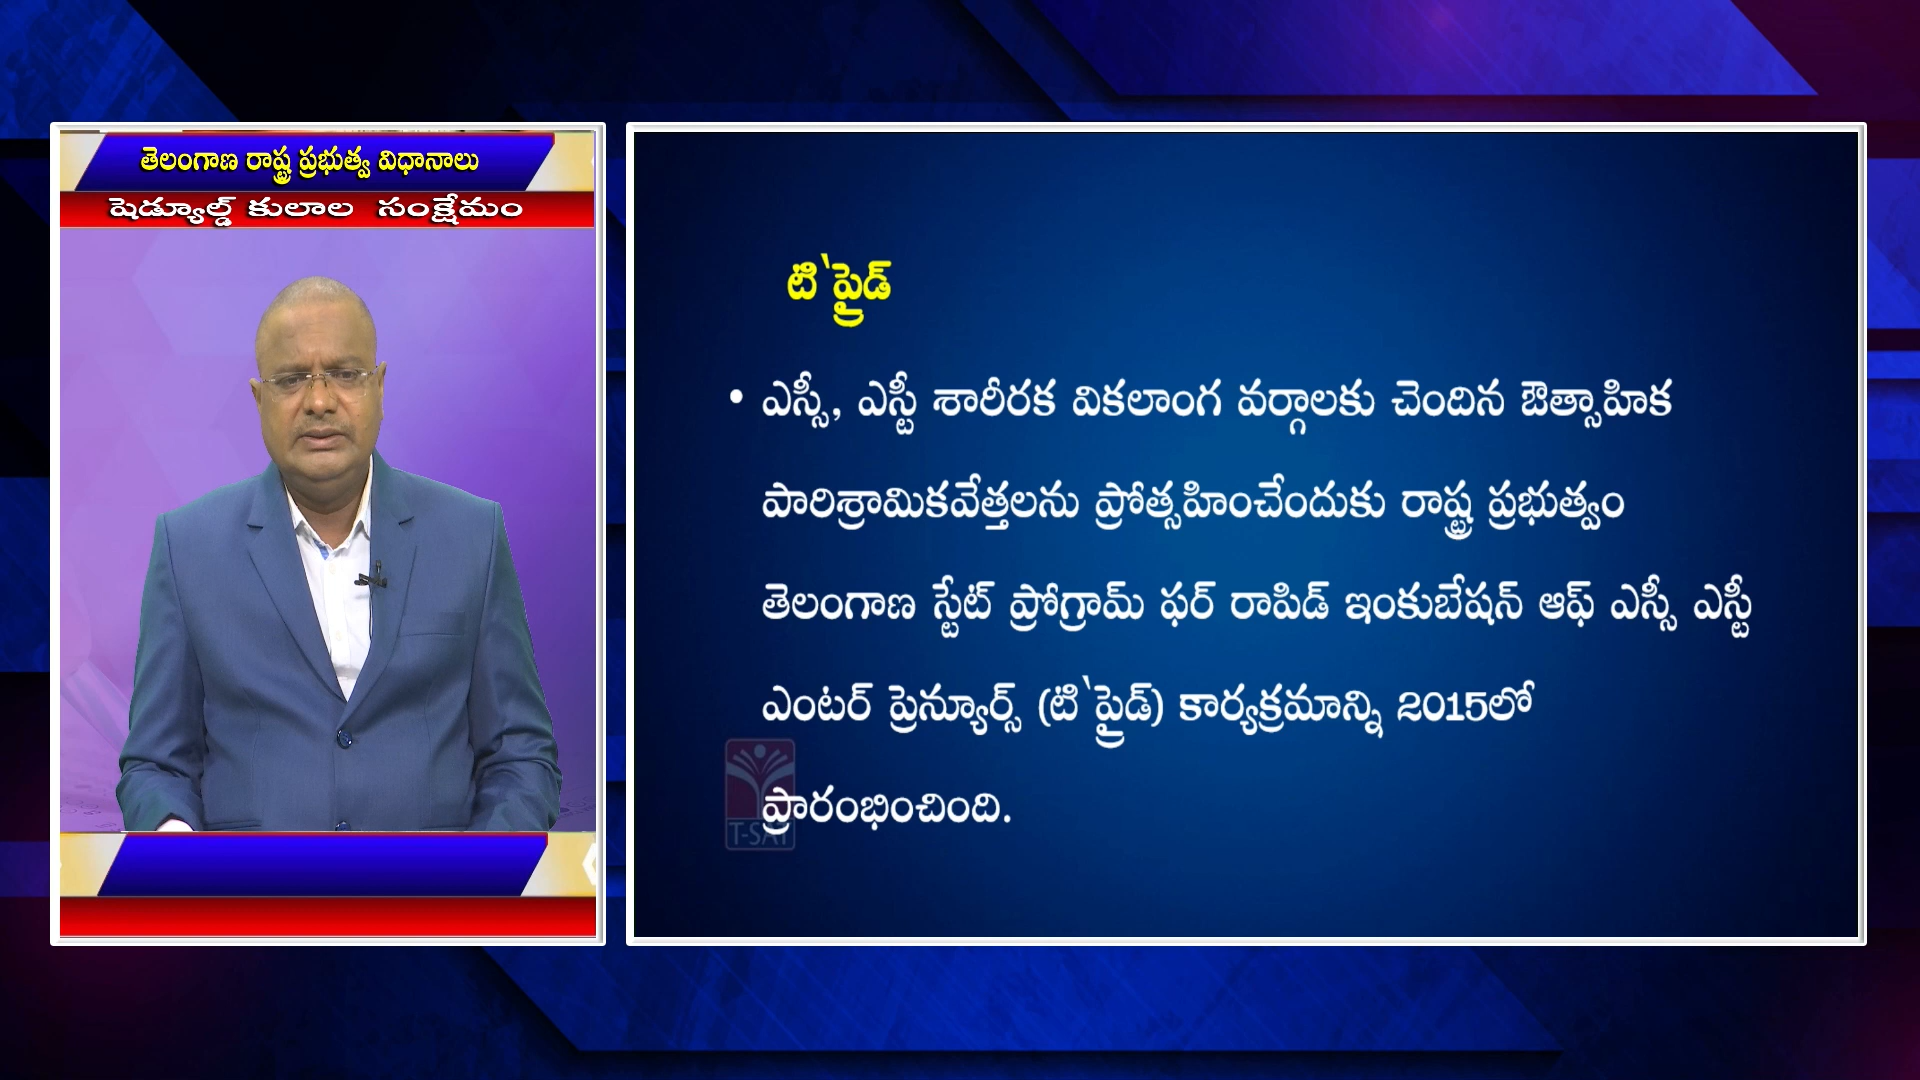 తెలంగాణ రాష్ట్ర ప్రభుత్వ విధానాలు
షెడ్యూల్డ్ కులాల సంక్షేమం
టి`ప్రైడ్
• ఎస్సీ, ఎస్టీ శారీరక వికలాంగ వర్గాలకు చెందిన ఔత్సాహిక
పారిశ్రామికవేత్తలను ప్రోత్సహించేందుకు రాష్ట్ర ప్రభుత్వం
తెలంగాణ స్టేట్ ప్రోగ్రామ్ ఫర్ రాపిడ్ ఇంకుబేషన్ ఆఫ్ ఎస్సీ ఎస్టీ
ఎంటర్ ప్రెన్యూర్స్ (టి`ప్రైడ్) కార్యక్రమాన్ని 2015లో
ప్రారంభించింది.
T-SAT